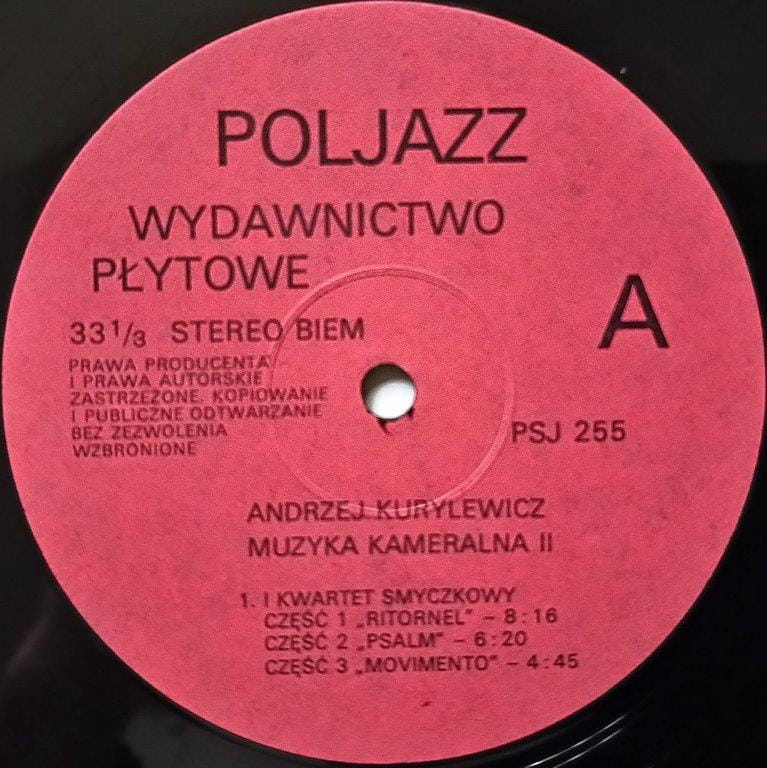 POLJAZZ
WYDAWNICTWO
PŁYTOWE
33 1/3 STEREO BIEM
A
PRAWA PRODUCENTA
I PRAWA AUTORSKIE
ZASTRZEŻONE. KOPIOWANIE
I PUBLICZNE ODTWARZANIE
BEZ ZEZWOLENIA
WZBRONIONE
PSJ 255
ANDRZEJ KURYLEWICZ
MUZYKA KAMERALNA II
1. I KWARTET SMYCZKOWY
CZĘŚĆ 1 „RITORNEL" – 8:16
CZĘŚĆ 2 „PSALM" – 6:20
CZĘŚĆ 3 „MOVIMENTO" – 4:45